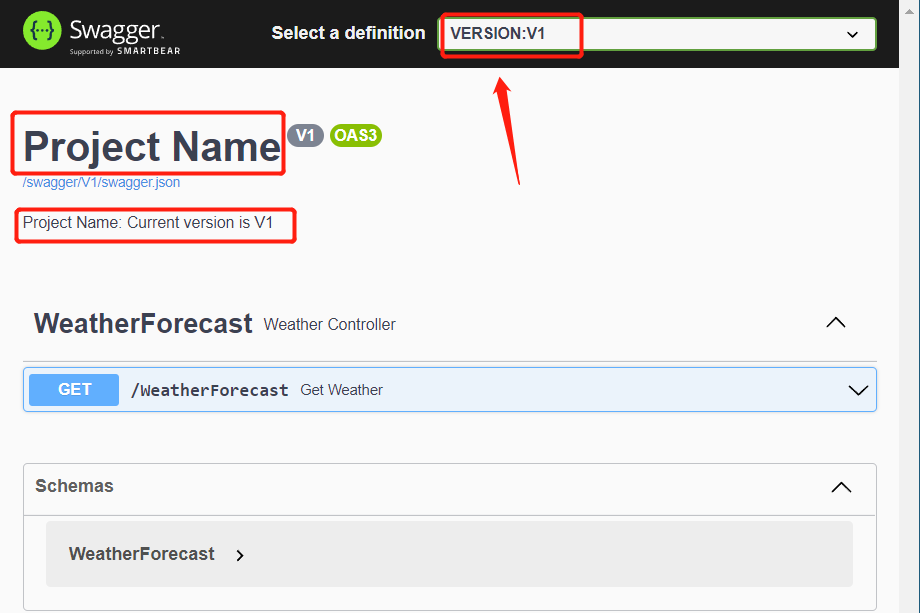 Swagger.
Supported by SMARTBEAR
Select a definition
VERSION:V1
Project Name V1 OAS3
/swagger/V1/swagger.json
Project Name: Current version is V1
WeatherForecast Weather Controller
GET /WeatherForecast Get Weather
Schemas
WeatherForecast